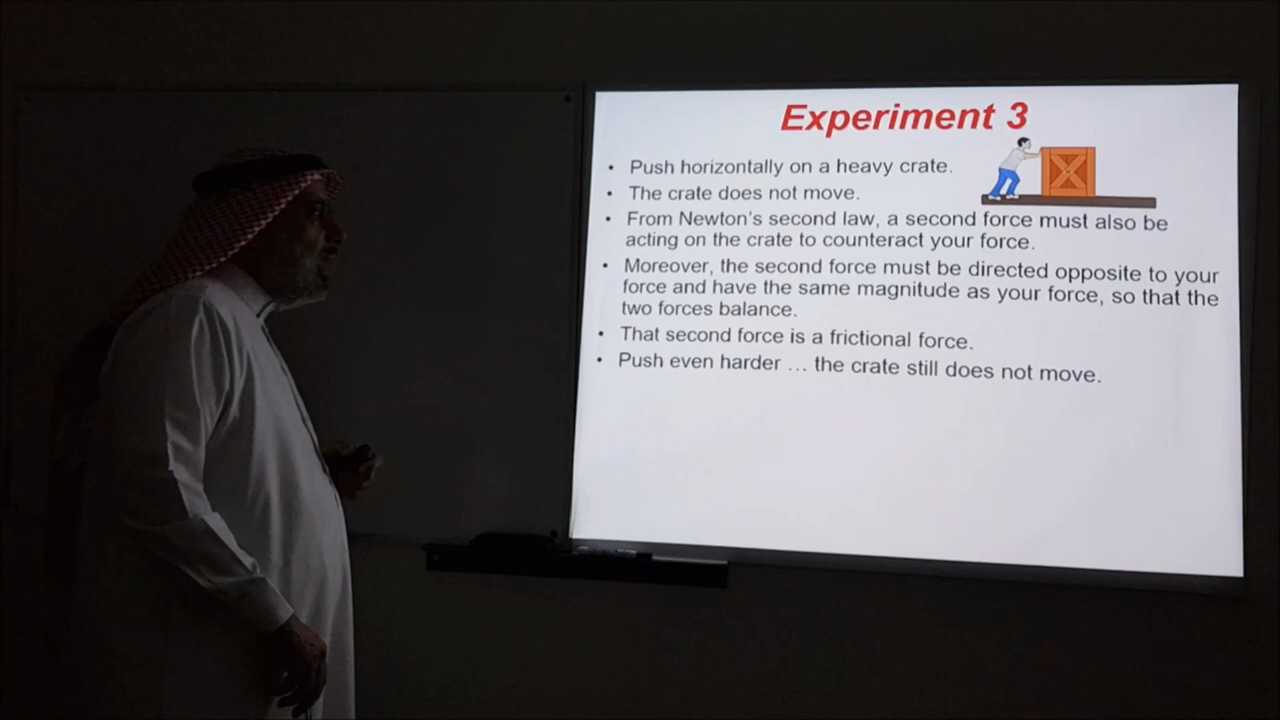 Experiment 3
• Push horizontally on a heavy crate.
• The crate does not move.
• From Newton's second law, a second force must also be
acting on the crate to counteract your force.
• Moreover, the second force must be directed opposite to your
force and have the same magnitude as your force, so that the
two forces balance.
• That second force is a frictional force.
• Push even harder … the crate still does not move.